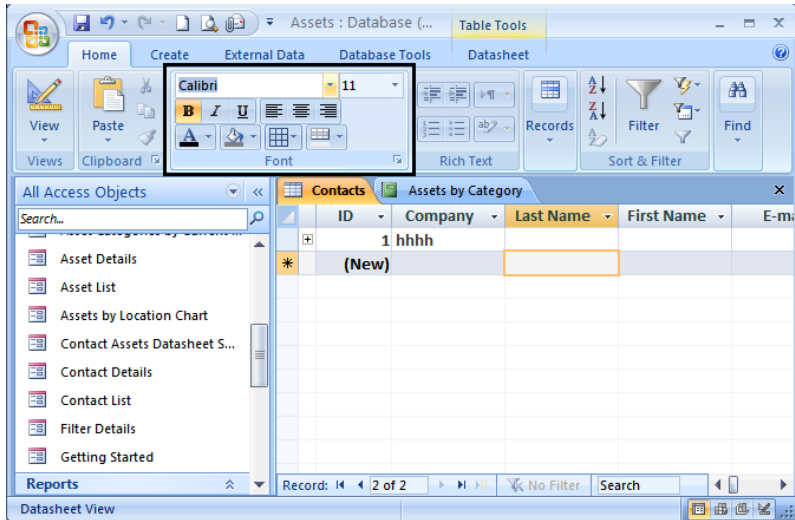 Assets : Database (...
Table Tools
Home
Create
External Data
Database Tools
Datasheet
View
Paste
Calibri
11
B I U
A
ab
Records
A
Z
Z
A
A
Z
Filter
Find
Views
Clipboard
Font
Rich Text
Sort & Filter
All Access Objects
Contacts
Assets by Category
Search...
ID
Company
Last Name
First Name
E-ma
1 hhhh
(New)
Asset Details
Asset List
Assets by Location Chart
Contact Assets Datasheet S...
Contact Details
Contact List
Filter Details
Getting Started
Reports
Record:
2 of 2
No Filter
Search
Datasheet View